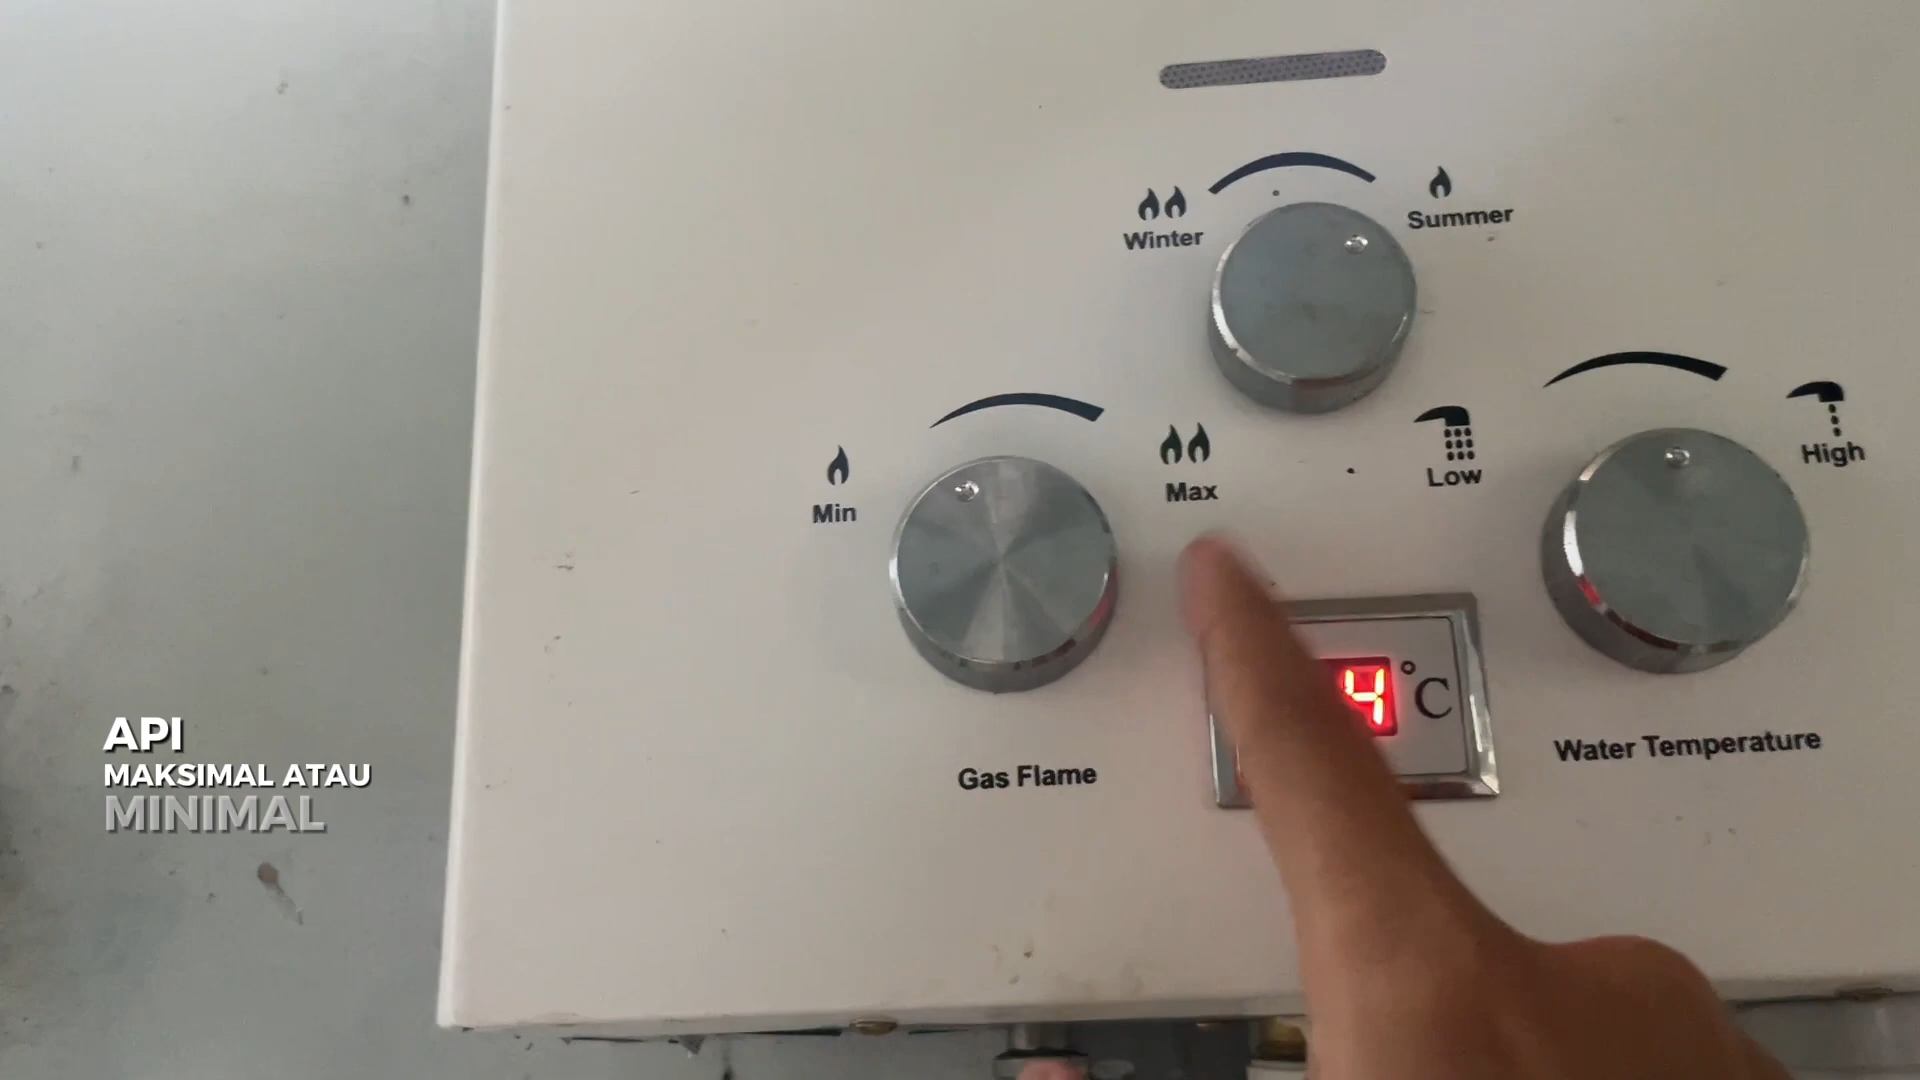 Winter
Summer
Min
Max
Low
High
4 °C
Gas Flame
Water Temperature
API
MAKSIMAL ATAU
MINIMAL